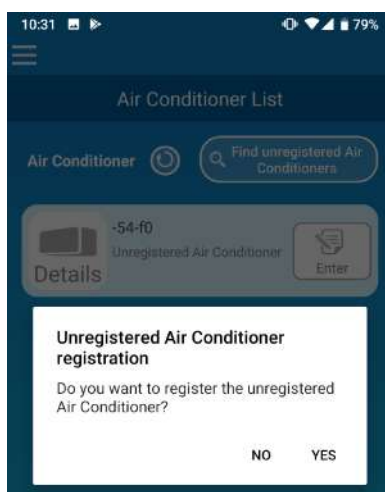 10:31 79%
Air Conditioner List
Air Conditioner
Find unregistered Air
Conditioners
-54-f0
Unregistered Air Conditioner
Details
Enter
Unregistered Air Conditioner
registration
Do you want to register the unregistered
Air Conditioner?
NO YES